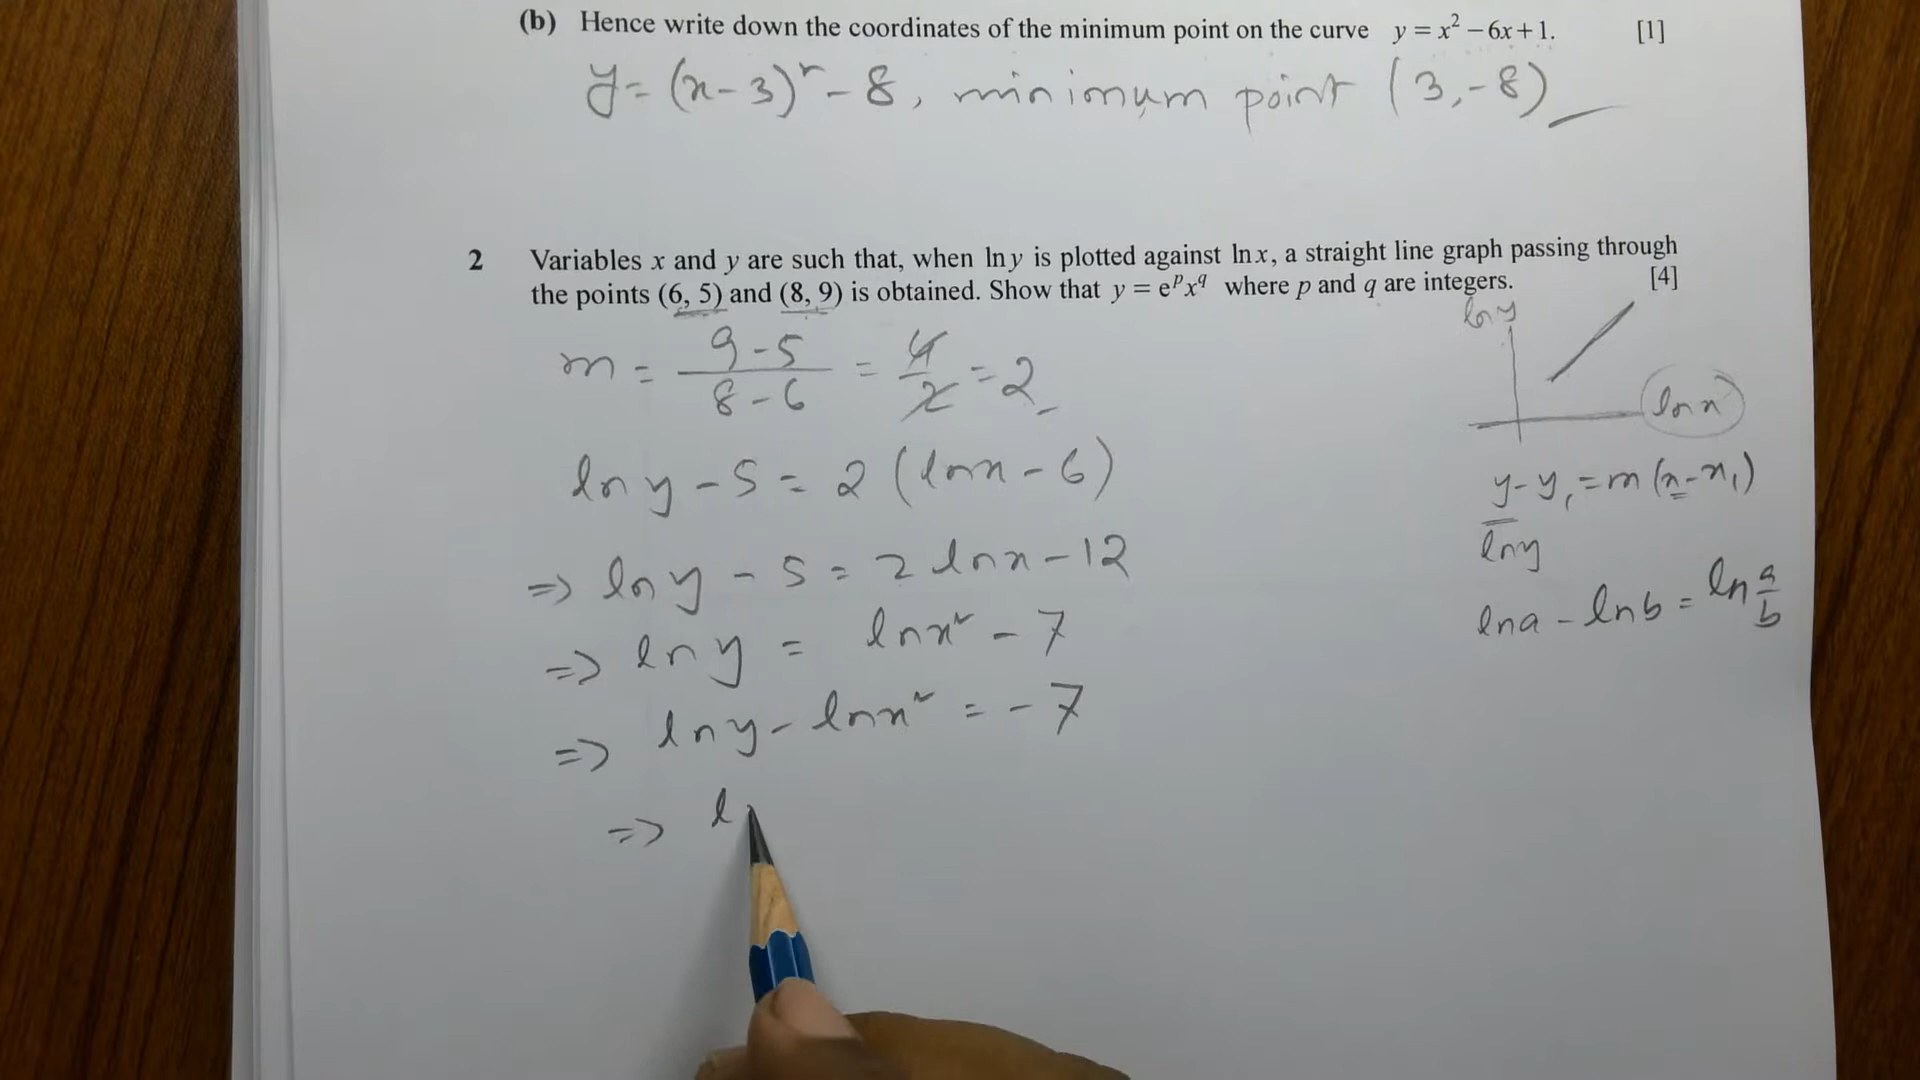 (b) Hence write down the coordinates of the minimum point on the curve y = x² − 6x + 1. [1]
y = (x − 3)² − 8, minimum point (3, −8)
2 Variables x and y are such that, when ln y is plotted against ln x, a straight line graph passing through
the points (6, 5) and (8, 9) is obtained. Show that y = eᵖx^q where p and q are integers. [4]
ln y
m = (9 − 5)/(8 − 6) = 4/2 = 2
ln x
ln y − 5 = 2 (ln x − 6)
y − y₁ = m (x − x₁)
ln y
⇒ ln y − 5 = 2 ln x − 12
ln a − ln b = ln a/b
⇒ ln y = ln x² − 7
⇒ ln y − ln x² = − 7
⇒ l